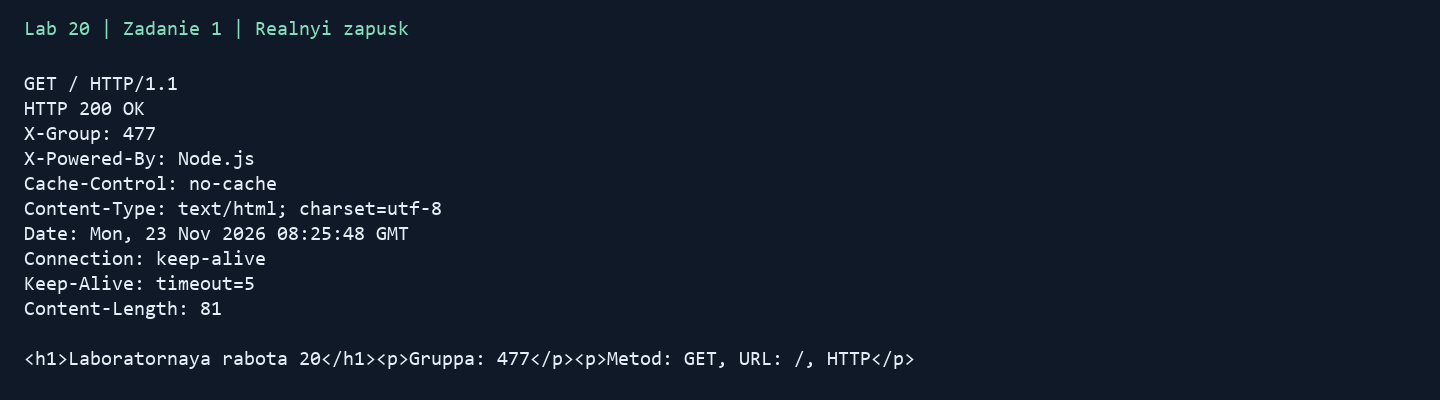 Lab 20 | Zadanie 1 | Realnyi zapusk
GET / HTTP/1.1
HTTP 200 OK
X-Group: 477
X-Powered-By: Node.js
Cache-Control: no-cache
Content-Type: text/html; charset=utf-8
Date: Mon, 23 Nov 2026 08:25:48 GMT
Connection: keep-alive
Keep-Alive: timeout=5
Content-Length: 81
<h1>Laboratornaya rabota 20</h1><p>Gruppa: 477</p><p>Metod: GET, URL: /, HTTP</p>